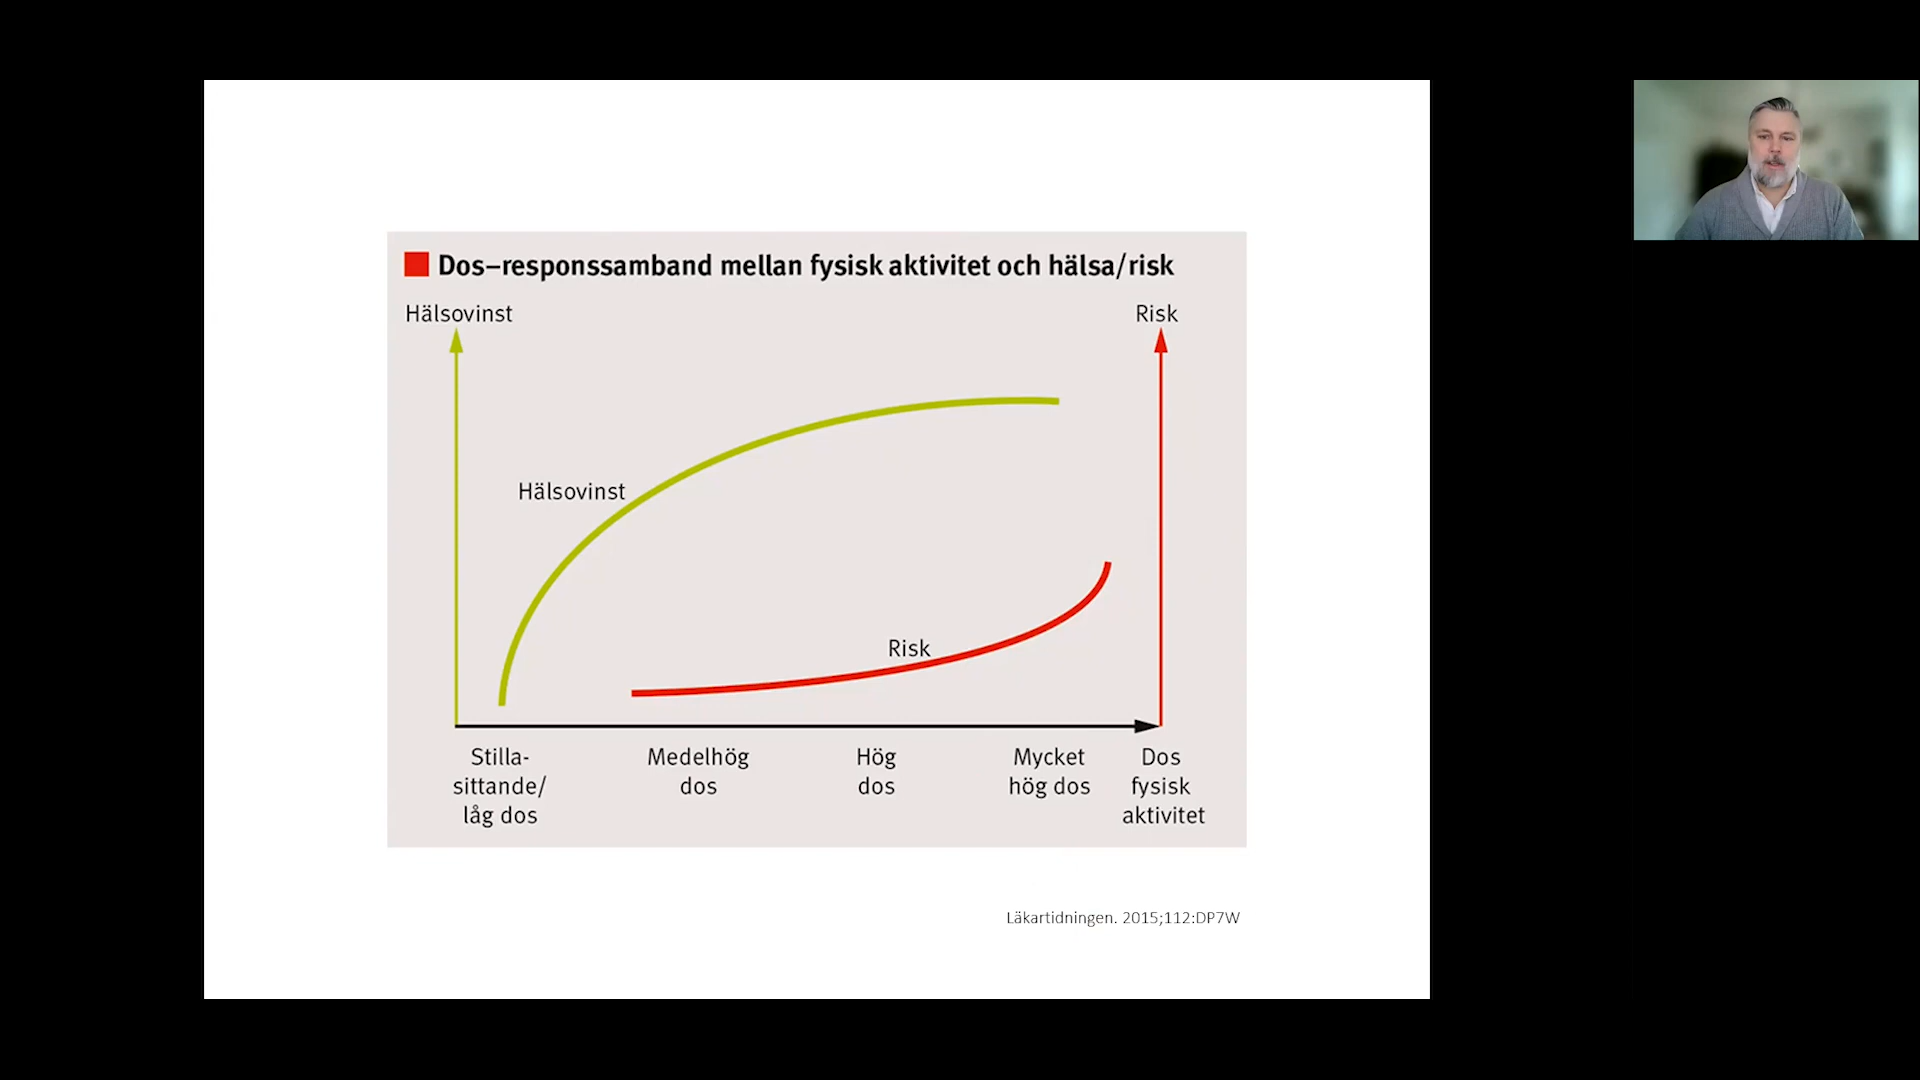 Dos–responssamband mellan fysisk aktivitet och hälsa/risk
Hälsovinst
Risk
Hälsovinst
Risk
Stilla-
sittande/
låg dos
Medelhög
dos
Hög
dos
Mycket
hög dos
Dos
fysisk
aktivitet
Läkartidningen. 2015;112:DP7W